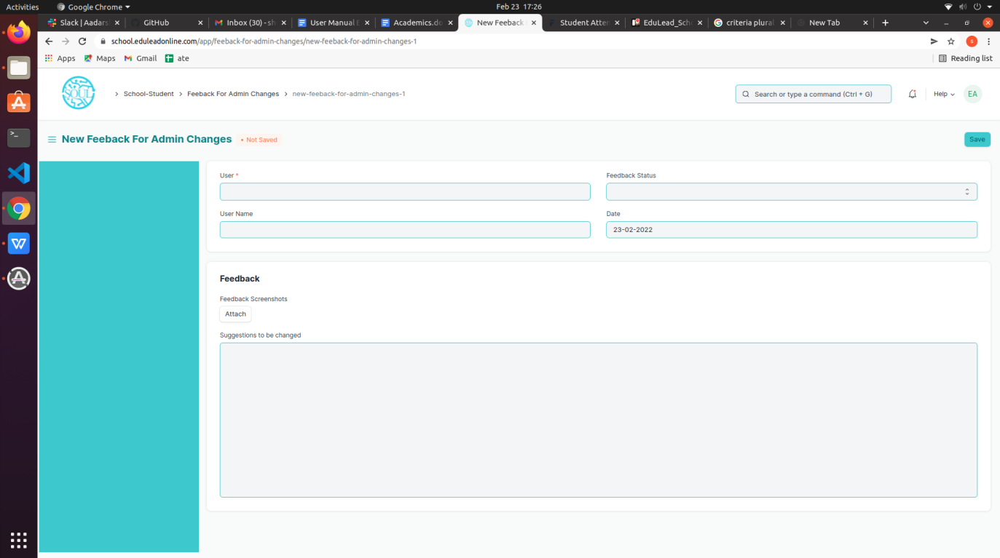 Activities Google Chrome Feb 23 17:26
Slack | Aadars GitHub Inbox (30) - sh User Manual E Academics.do New Feeback Student Atten EduLead_Sch criteria plural New Tab
school.eduleadonline.com/app/feeback-for-admin-changes/new-feeback-for-admin-changes-1 s
Apps Maps Gmail ate Reading list
SOUL > School-Student > Feeback For Admin Changes > new-feeback-for-admin-changes-1 Search or type a command (Ctrl + G) Help EA
New Feeback For Admin Changes • Not Saved Save
User * Feedback Status
User Name Date
23-02-2022
Feedback
Feedback Screenshots
Attach
Suggestions to be changed